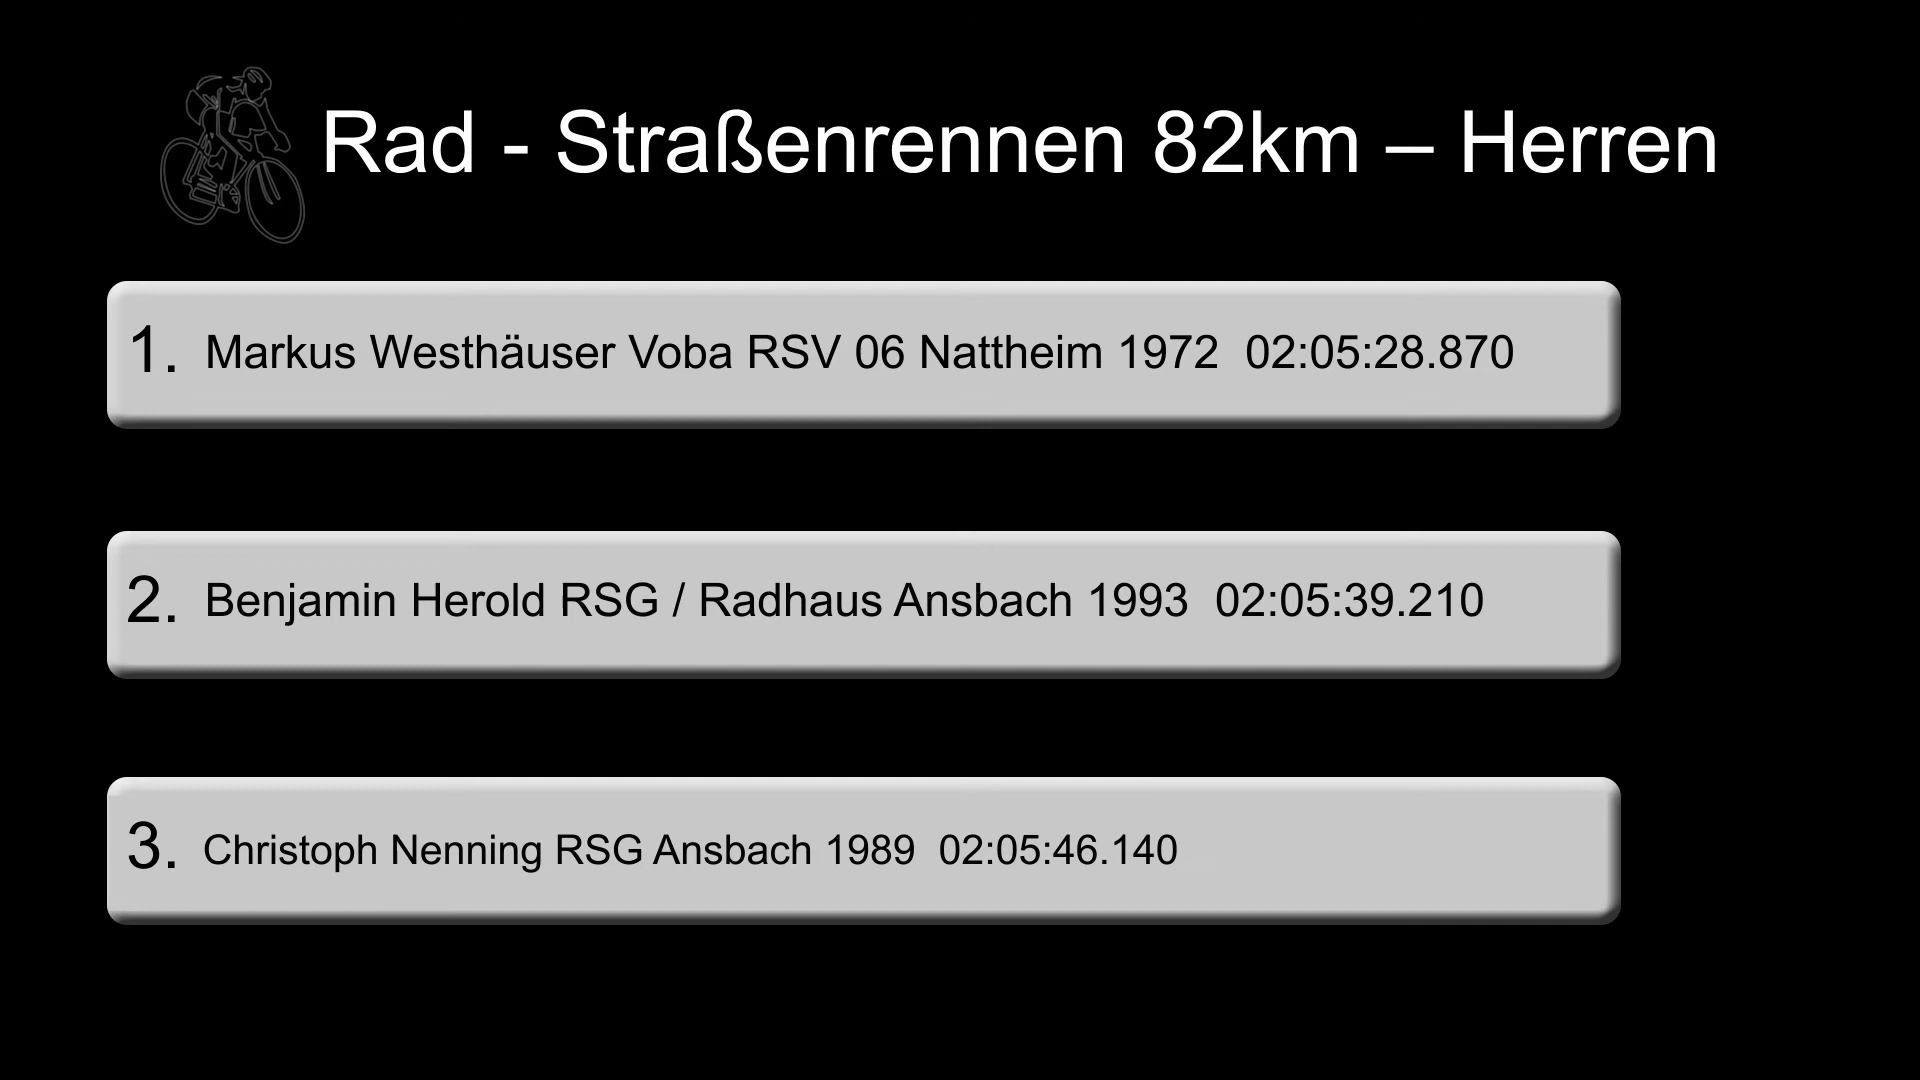 Rad - Straßenrennen 82km – Herren
1. Markus Westhäuser Voba RSV 06 Nattheim 1972  02:05:28.870
2. Benjamin Herold RSG / Radhaus Ansbach 1993  02:05:39.210
3. Christoph Nenning RSG Ansbach 1989  02:05:46.140